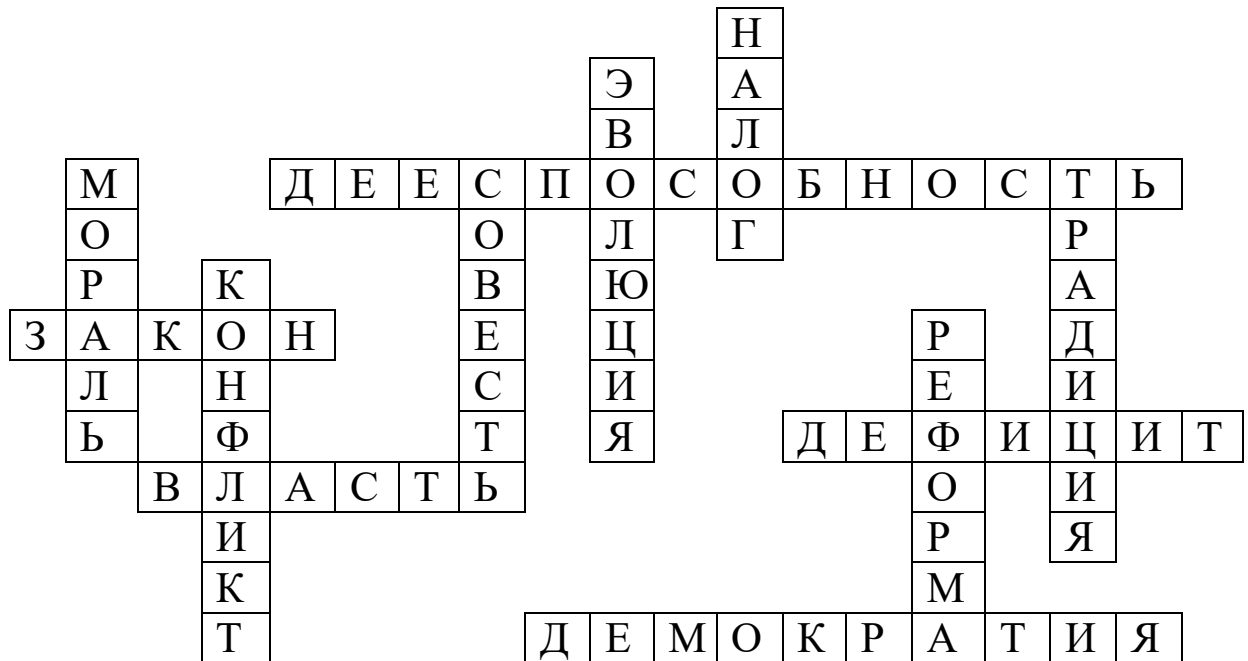 Н
Э А
В Л
М Д Е Е С П О С О Б Н О С Т Ь
О О Л Г Р
Р К В Ю А
З А К О Н Е Ц Р Д
Л Н С И Е И
Ь Ф Т Я Д Е Ф И Ц И Т
В Л А С Т Ь О И
И Р Я
К М
Т Д Е М О К Р А Т И Я